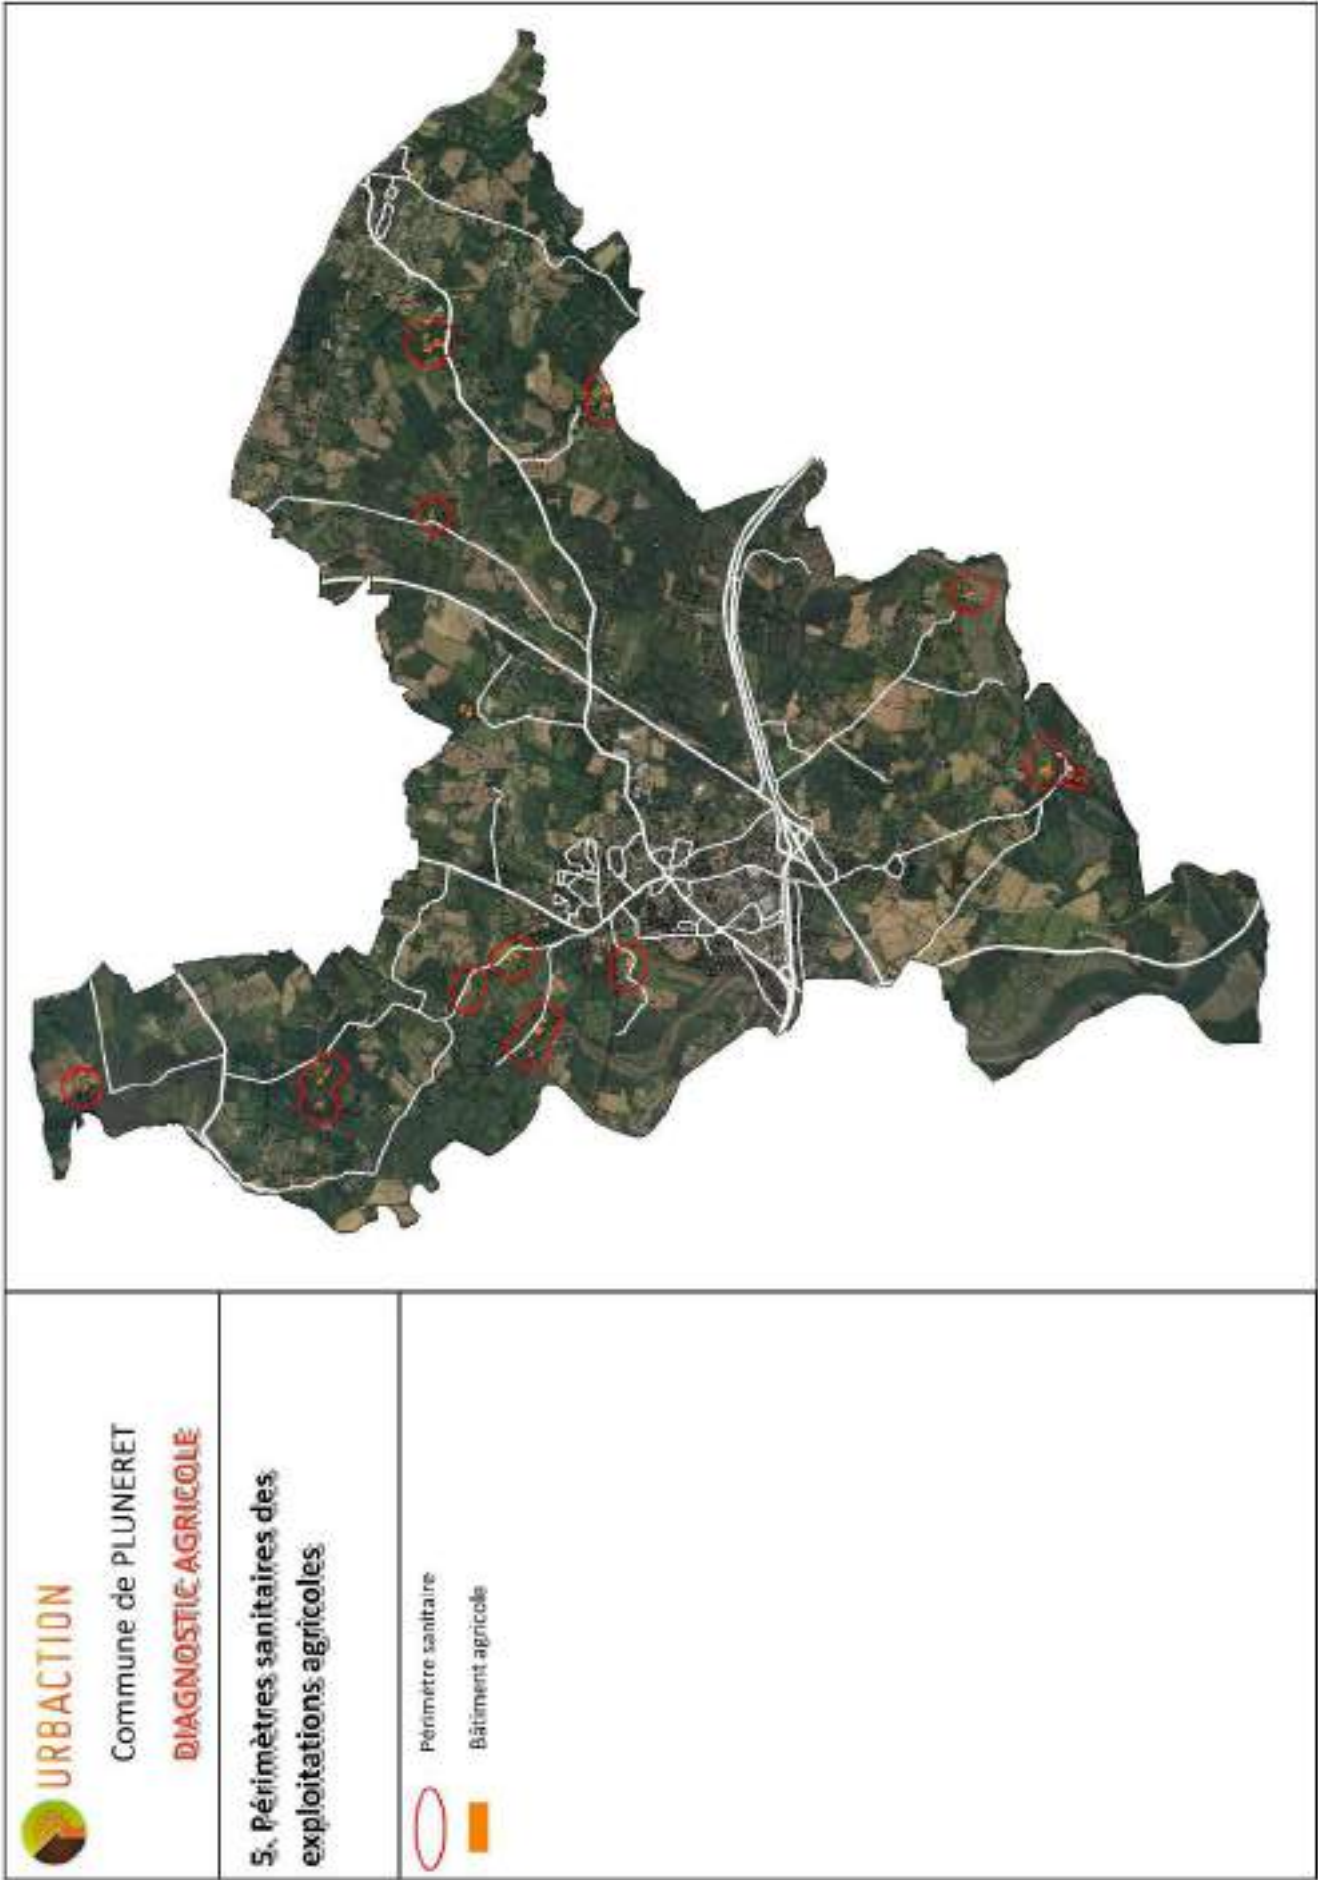 URBACTION
Commune de PLUNERET
DIAGNOSTIC AGRICOLE
5. Périmètres sanitaires des
exploitations agricoles
Périmètre sanitaire
Bâtiment agricole